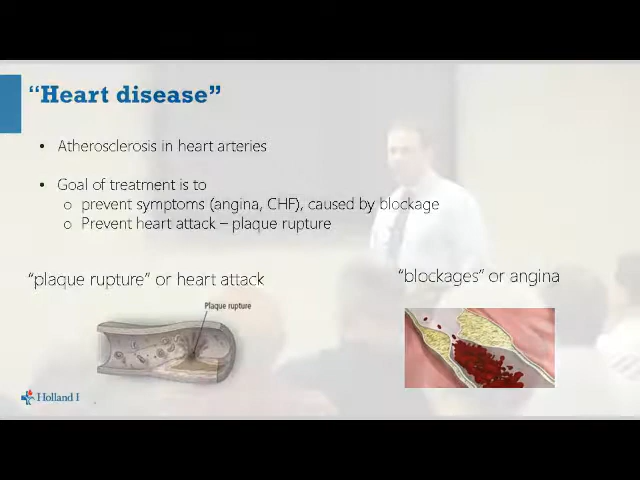 “Heart disease”
• Atherosclerosis in heart arteries
• Goal of treatment is to
o prevent symptoms (angina, CHF), caused by blockage
o Prevent heart attack – plaque rupture
“plaque rupture” or heart attack
“blockages” or angina
Plaque rupture
Holland